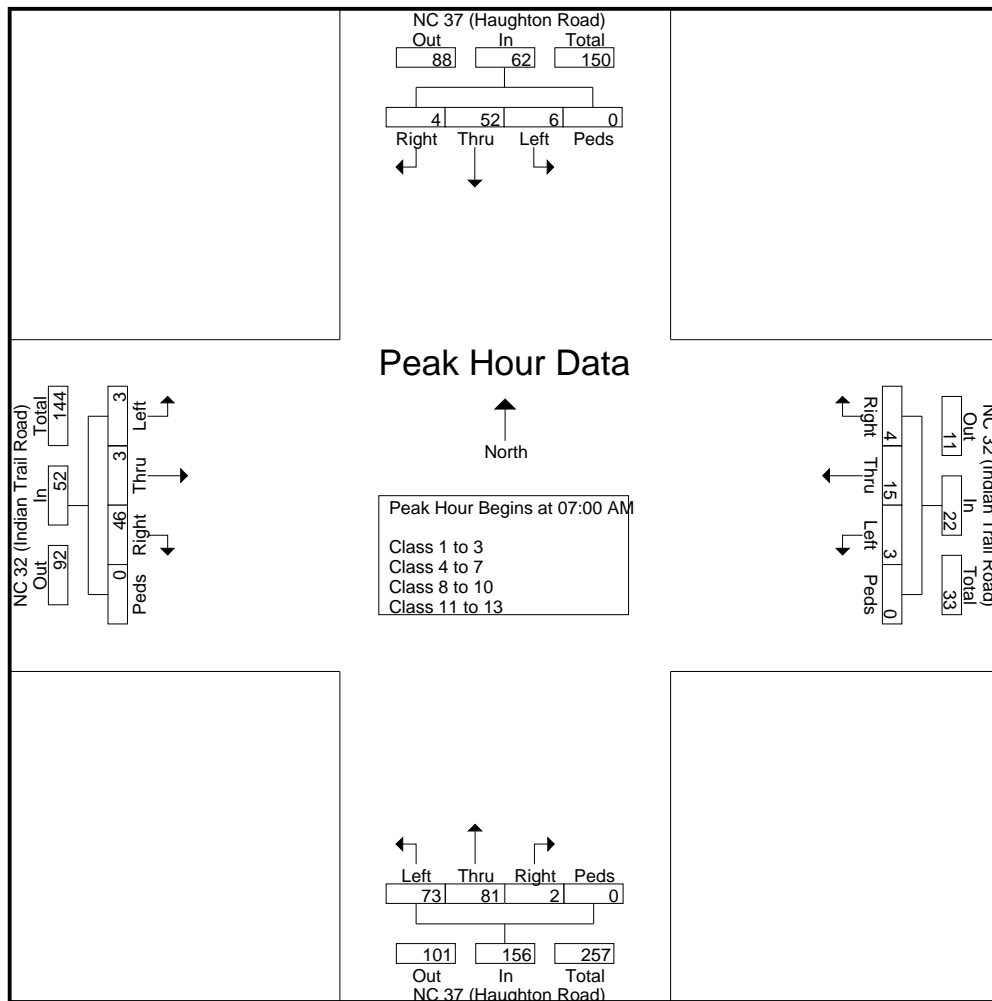 NC 37 (Haughton Road)
Out In Total
88 62 150
4 52 6 0
Right Thru Left Peds
Peak Hour Data
North
Peak Hour Begins at 07:00 AM
Class 1 to 3
Class 4 to 7
Class 8 to 10
Class 11 to 13
NC 32 (Indian Trail Road)
Out In Total
92 52 144
3 3 46 0
Left Thru Right Peds
NC 32 (Indian Trail Road)
Out In Total
11 22 33
4 15 3 0
Right Thru Left Peds
Left Thru Right Peds
73 81 2 0
101 156 257
Out In Total
NC 37 (Haughton Road)